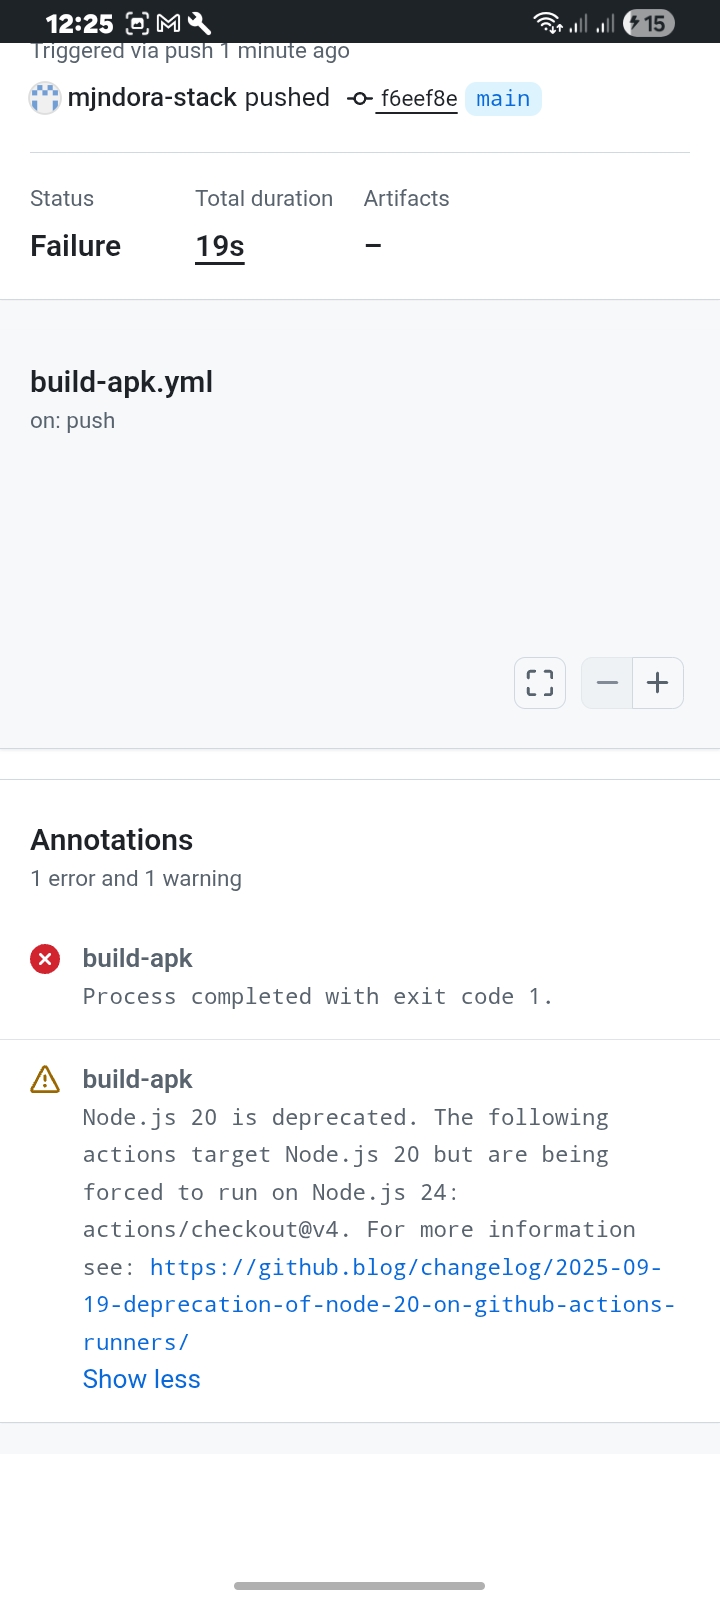 12:25
15
Triggered via push 1 minute ago
mjndora-stack pushed f6eef8e main
Status Total duration Artifacts
Failure 19s –
build-apk.yml
on: push
Annotations
1 error and 1 warning
build-apk
Process completed with exit code 1.
build-apk
Node.js 20 is deprecated. The following
actions target Node.js 20 but are being
forced to run on Node.js 24:
actions/checkout@v4. For more information
see: https://github.blog/changelog/2025-09-
19-deprecation-of-node-20-on-github-actions-
runners/
Show less